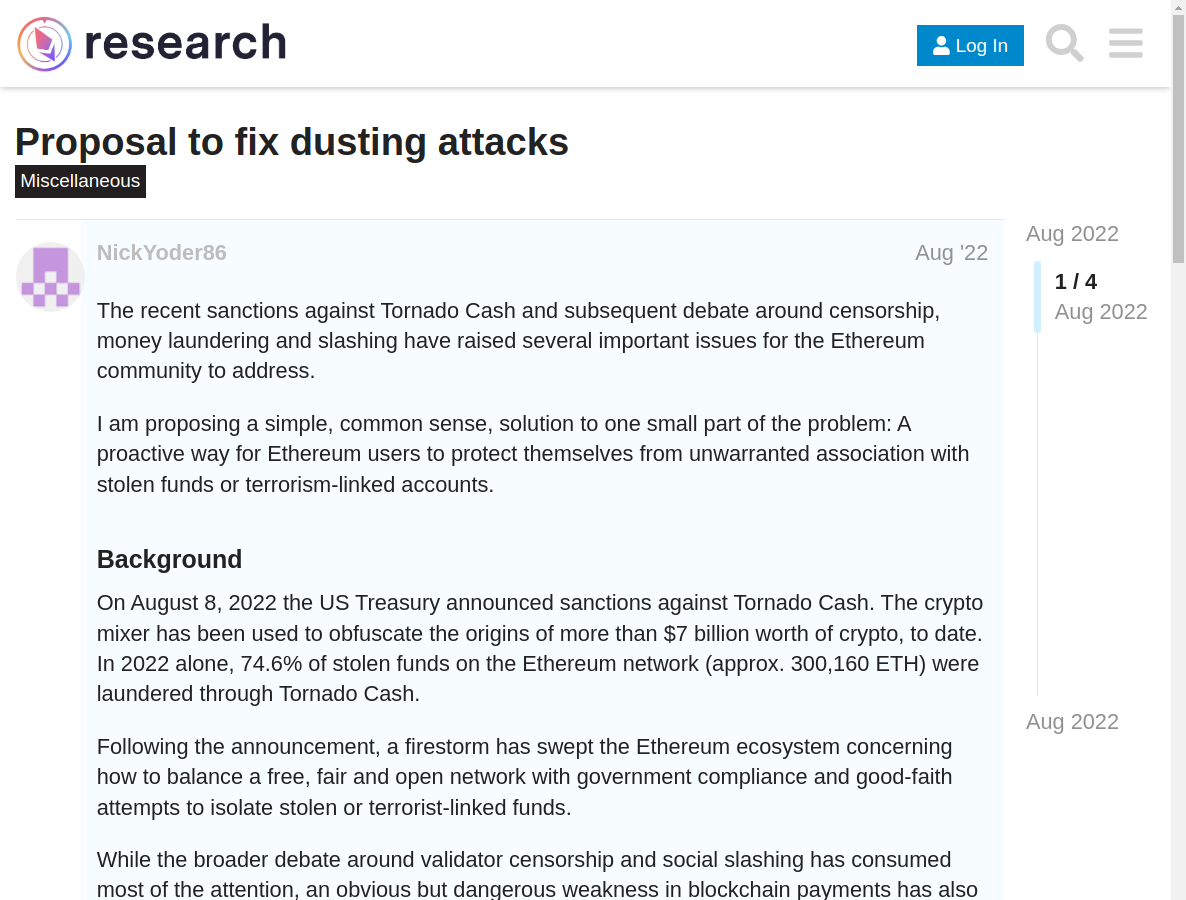 research
Log In
Proposal to fix dusting attacks
Miscellaneous
NickYoder86
Aug '22
The recent sanctions against Tornado Cash and subsequent debate around censorship,
money laundering and slashing have raised several important issues for the Ethereum
community to address.
I am proposing a simple, common sense, solution to one small part of the problem: A
proactive way for Ethereum users to protect themselves from unwarranted association with
stolen funds or terrorism-linked accounts.
Background
On August 8, 2022 the US Treasury announced sanctions against Tornado Cash. The crypto
mixer has been used to obfuscate the origins of more than $7 billion worth of crypto, to date.
In 2022 alone, 74.6% of stolen funds on the Ethereum network (approx. 300,160 ETH) were
laundered through Tornado Cash.
Following the announcement, a firestorm has swept the Ethereum ecosystem concerning
how to balance a free, fair and open network with government compliance and good-faith
attempts to isolate stolen or terrorist-linked funds.
While the broader debate around validator censorship and social slashing has consumed
most of the attention, an obvious but dangerous weakness in blockchain payments has also
Aug 2022
1 / 4
Aug 2022
Aug 2022